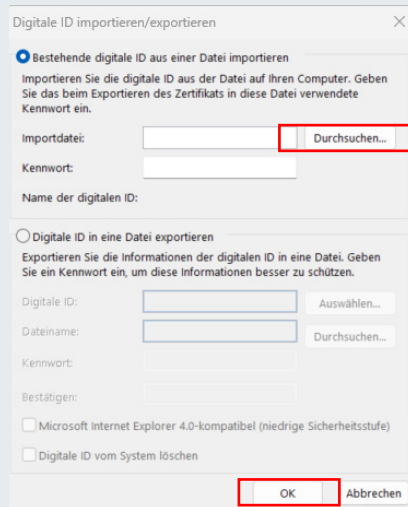 Digitale ID importieren/exportieren
Bestehende digitale ID aus einer Datei importieren
Importieren Sie die digitale ID aus der Datei auf Ihren Computer. Geben
Sie das beim Exportieren des Zertifikats in diese Datei verwendete
Kennwort ein.
Importdatei:
Durchsuchen...
Kennwort:
Name der digitalen ID:
Digitale ID in eine Datei exportieren
Exportieren Sie die Informationen der digitalen ID in eine Datei. Geben
Sie ein Kennwort ein, um diese Informationen besser zu schützen.
Digitale ID:
Auswählen...
Dateiname:
Durchsuchen...
Kennwort:
Bestätigen:
Microsoft Internet Explorer 4.0-kompatibel (niedrige Sicherheitsstufe)
Digitale ID vom System löschen
OK
Abbrechen